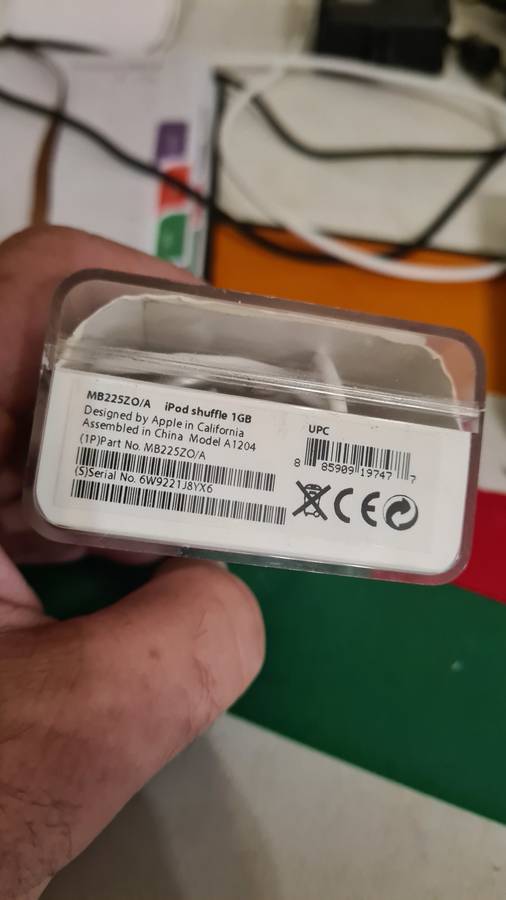 MB225ZO/A iPod shuffle 1GB
Designed by Apple in California
Assembled in China Model A1204
(1P)Part No. MB225ZO/A
(S)Serial No. 6W9221J8YX6
UPC
8 85909 19747 7
CE